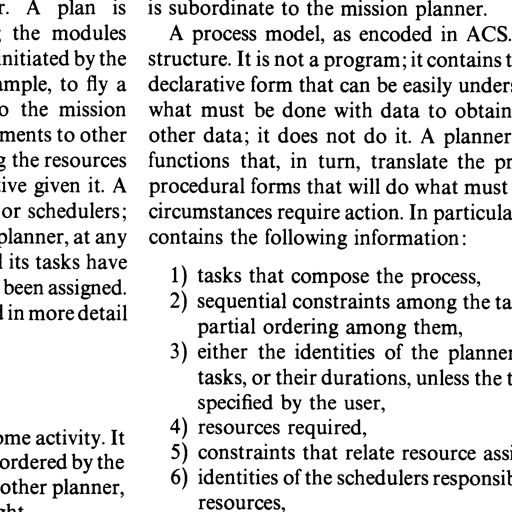 r. A plan is
the modules
initiated by the
ample, to fly a
o the mission
ments to other
g the resources
tive given it. A
or schedulers;
planner, at any
its tasks have
been assigned.
in more detail
ome activity. It
ordered by the
other planner,
is subordinate to the mission planner.
A process model, as encoded in ACS.
structure. It is not a program; it contains t
declarative form that can be easily unders
what must be done with data to obtain
other data; it does not do it. A planner
functions that, in turn, translate the pr
procedural forms that will do what must
circumstances require action. In particula
contains the following information:
1) tasks that compose the process,
2) sequential constraints among the ta
partial ordering among them,
3) either the identities of the planner
tasks, or their durations, unless the t
specified by the user,
4) resources required,
5) constraints that relate resource assi
6) identities of the schedulers responsib
resources,